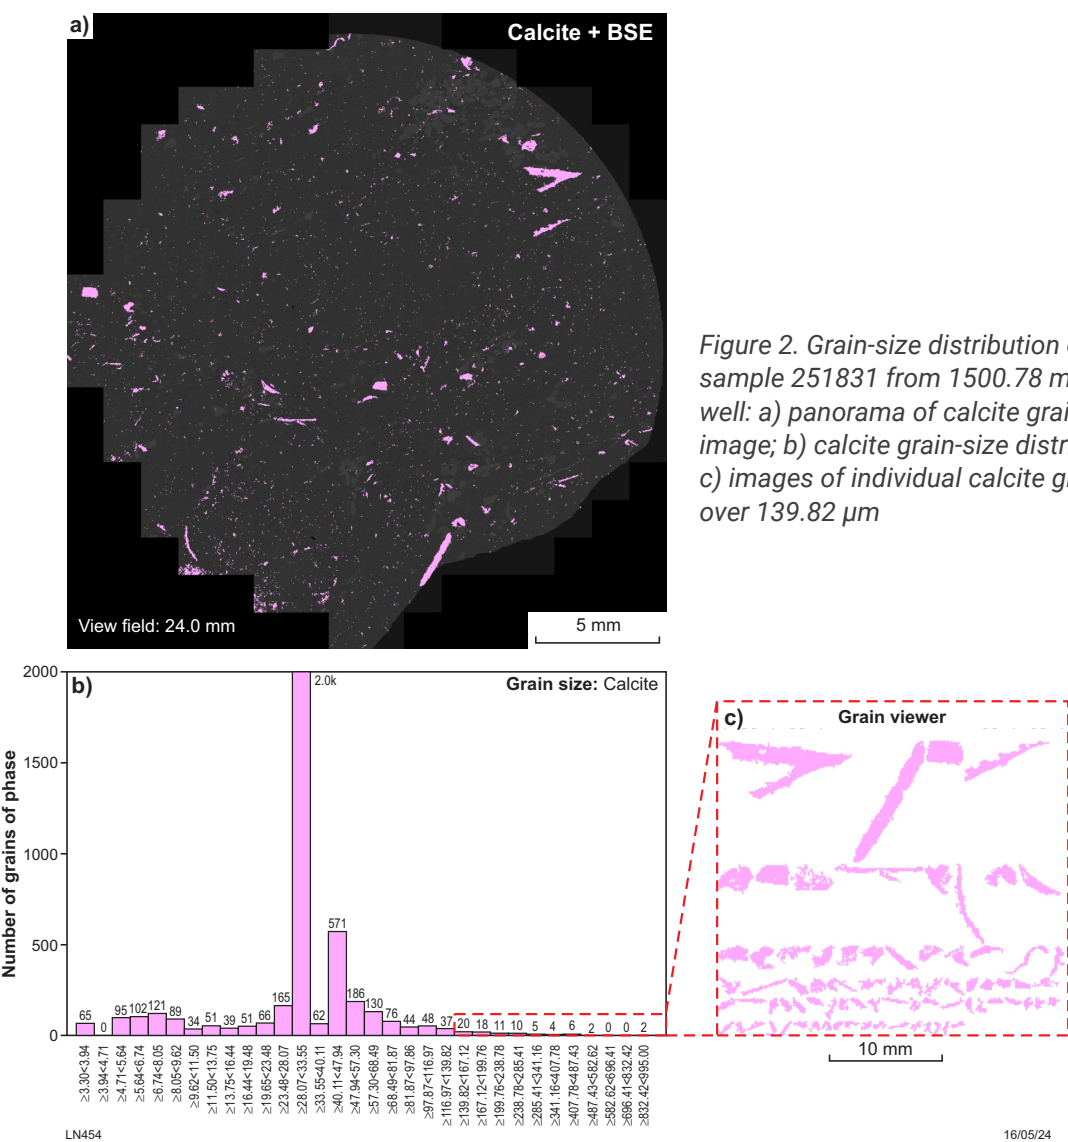 a)
Calcite + BSE
View field: 24.0 mm
5 mm
Figure 2. Grain-size distribution
sample 251831 from 1500.78 m
well: a) panorama of calcite
image; b) calcite grain-size
c) images of individual calcite
over 139.82 µm
b)
Grain size: Calcite
Number of grains of phase
2000
1500
1000
500
0
65 0 95 102 121 89 34 51 39 51 66 165 2.0k 62 571 186 130 76 44 48 37 20 18 11 10 5 4 6 2 0 0 2
≥3.30<3.94
≥3.94<4.71
≥4.71<5.64
≥5.64<6.74
≥6.74<8.05
≥8.05<9.62
≥9.62<11.50
≥11.50<13.75
≥13.75<16.44
≥16.44<19.48
≥19.65<23.48
≥23.48<28.07
≥28.07<33.55
≥33.55<40.11
≥40.11<47.94
≥47.94<57.30
≥57.30<68.49
≥68.49<81.87
≥81.87<97.86
≥97.87<116.97
≥116.97<139.82
≥139.82<167.12
≥167.12<199.76
≥199.76<238.78
≥238.78<285.41
≥285.41<341.16
≥341.16<407.78
≥407.78<487.43
≥487.43<582.62
≥582.62<696.41
≥696.41<832.42
≥832.42<995.00
c)
Grain viewer
10 mm
LN454
16/05/24